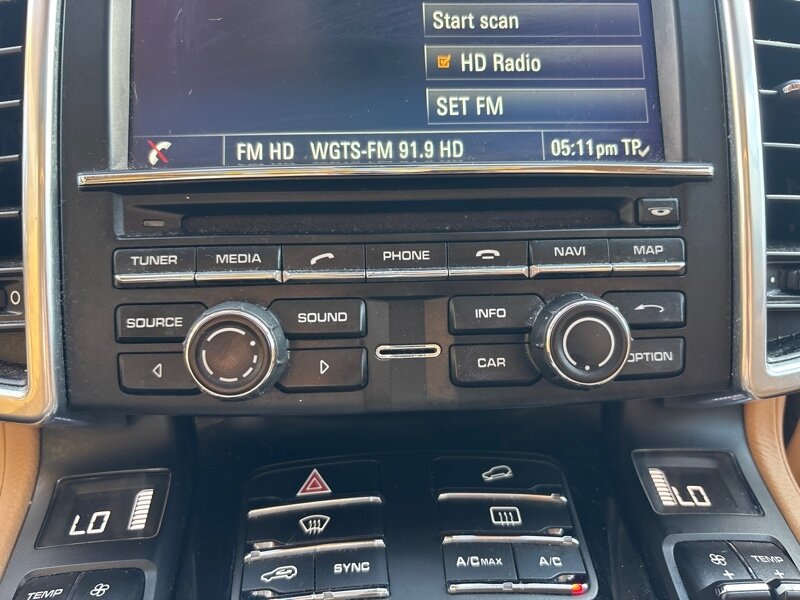 Start scan
HD Radio
SET FM
FM HD WGTS-FM 91.9 HD 05:11pm TP
TUNER MEDIA PHONE NAVI MAP
SOURCE SOUND INFO
CAR OPTION
LO LO
SYNC A/C MAX A/C
TEMP TEMP